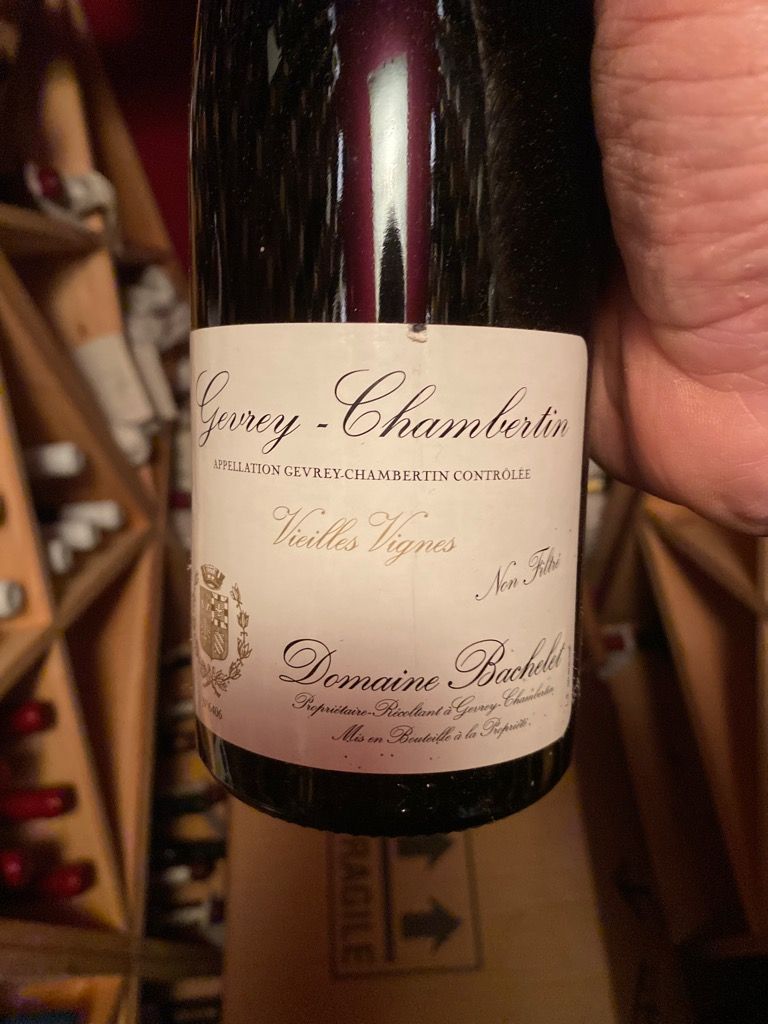 Gevrey-Chambertin
APPELLATION GEVREY-CHAMBERTIN CONTRÔLÉE
Vieilles Vignes
Non Filtré
Domaine Bachelet
Propriétaire-Récoltant à Gevrey-Chambertin
Mis en Bouteille à la Propriété.
FRAGILE